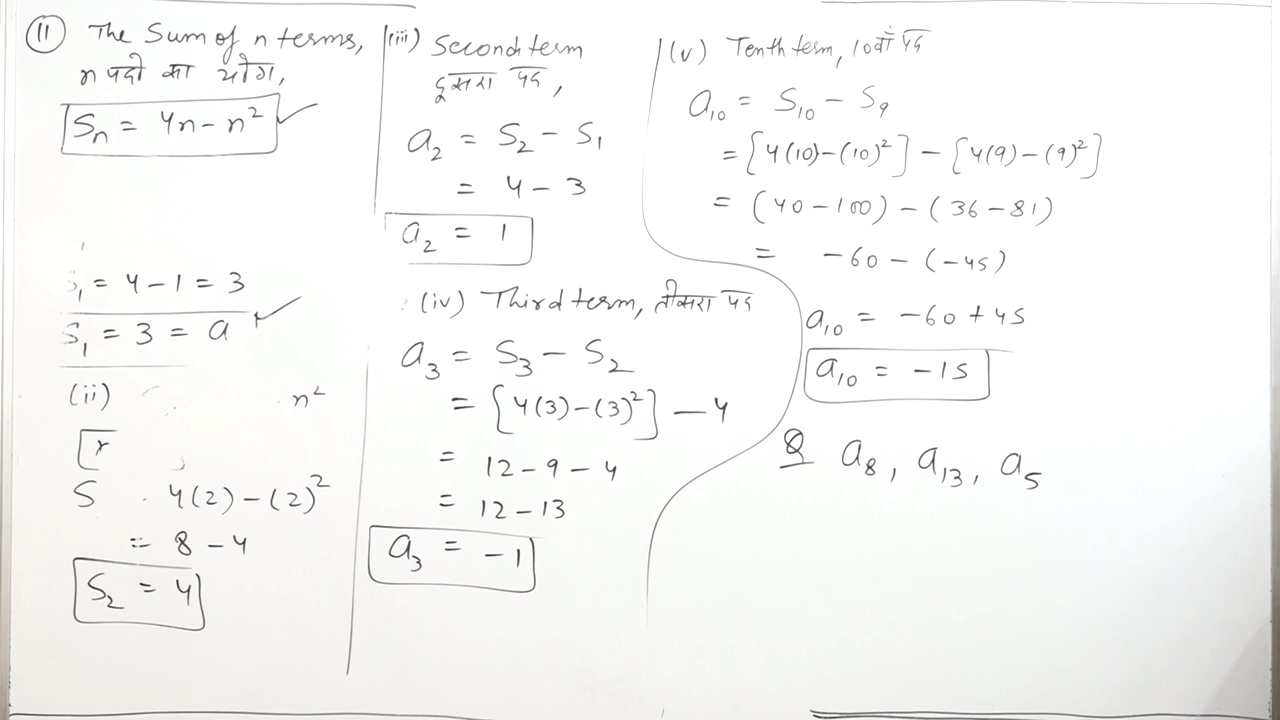 (11) The Sum of n terms,
n पदों का योग,
Sₙ = 4n - n² ✓
S₁ = 4 - 1 = 3
S₁ = 3 = a ✓
(ii) n²
S 4(2) - (2)²
= 8 - 4
S₂ = 4
(iii) Second term
दूसरा पद,
a₂ = S₂ - S₁
= 4 - 3
a₂ = 1
(iv) Third term, तीसरा पद
a₃ = S₃ - S₂
= [4(3) - (3)²] - 4
= 12 - 9 - 4
= 12 - 13
a₃ = -1
(v) Tenth term, 10वाँ पद
a₁₀ = S₁₀ - S₉
= [4(10) - (10)²] - [4(9) - (9)²]
= (40 - 100) - (36 - 81)
= -60 - (-45)
a₁₀ = -60 + 45
a₁₀ = -15
Q a₈, a₁₃, a₅